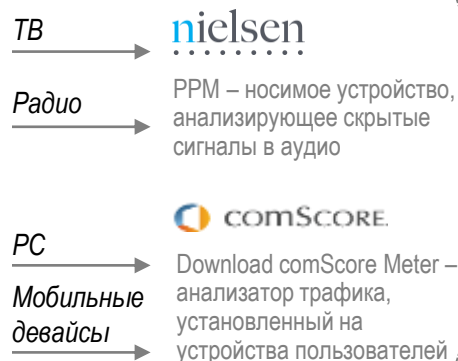 ТВ
nielsen
Радио
PPM – носимое устройство,
анализирующее скрытые
сигналы в аудио
comSCORE.
PC
Мобильные
девайсы
Download comScore Meter –
анализатор трафика,
установленный на
устройства пользователей